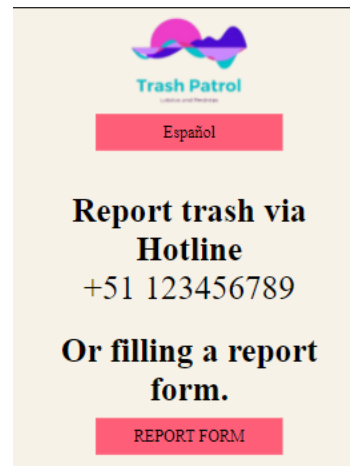 Trash Patrol
Español
Report trash via
Hotline
+51 123456789
Or filling a report
form.
REPORT FORM